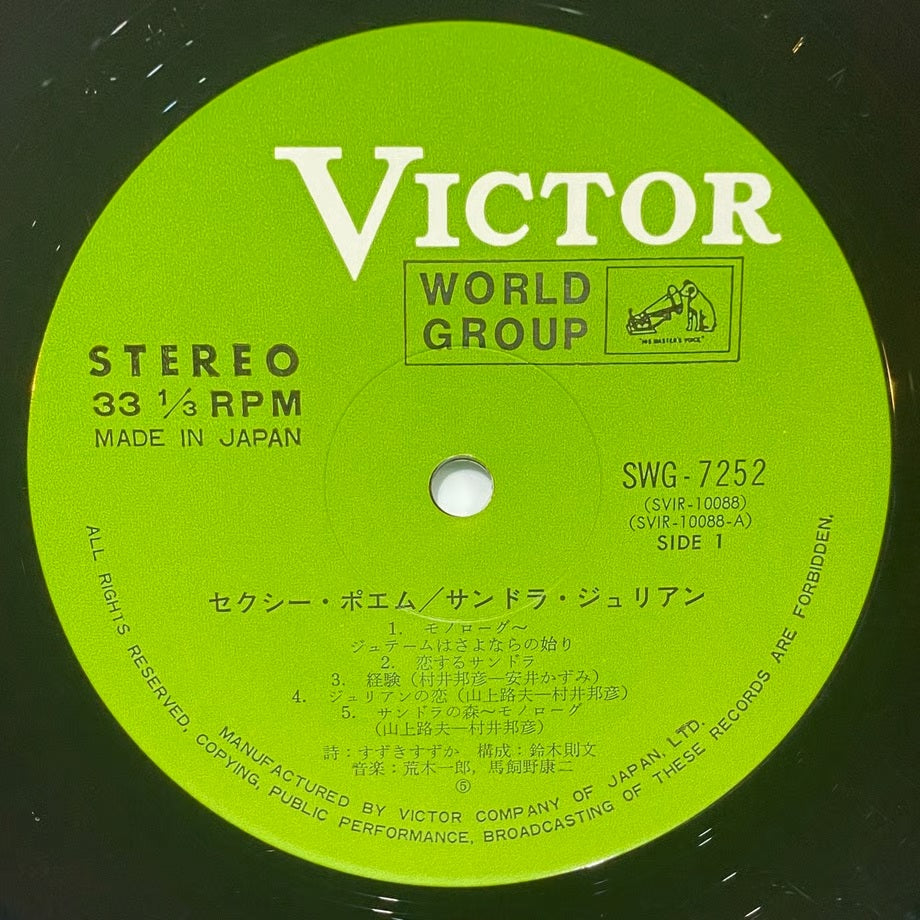 VICTOR
WORLD
GROUP
"HIS MASTER'S VOICE"
STEREO
33 1/3 RPM
MADE IN JAPAN
SWG-7252
(SVIR-10088)
(SVIR-10088-A)
SIDE 1
セクシー・ポエム/サンドラ・ジュリアン
1. モノローグ〜
ジュテームはさよならの始り
2. 恋するサンドラ
3. 経験(村井邦彦—安井かずみ)
4. ジュリアンの恋(山上路夫—村井邦彦)
5. サンドラの森〜モノローグ
(山上路夫—村井邦彦)
詩:すずきすずか 構成:鈴木則文
音楽:荒木一郎,馬飼野康二
⑤
MANUFACTURED BY VICTOR COMPANY OF JAPAN, LTD.
ALL RIGHTS RESERVED, COPYING, PUBLIC PERFORMANCE, BROADCASTING OF THESE RECORDS ARE FORBIDDEN.